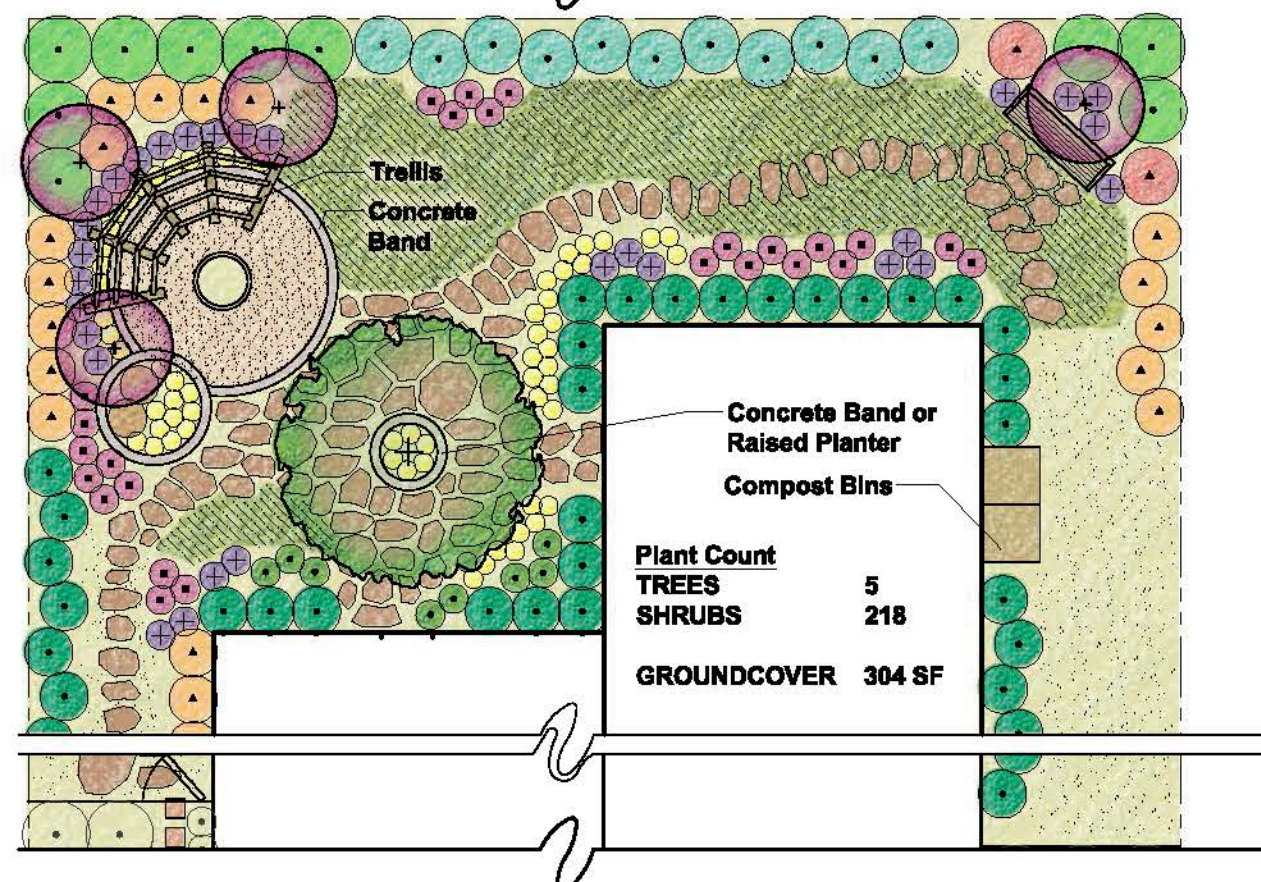 Trellis
Concrete
Band
Concrete Band or
Raised Planter
Compost Bins
Plant Count
TREES 5
SHRUBS 218
GROUNDCOVER 304 SF